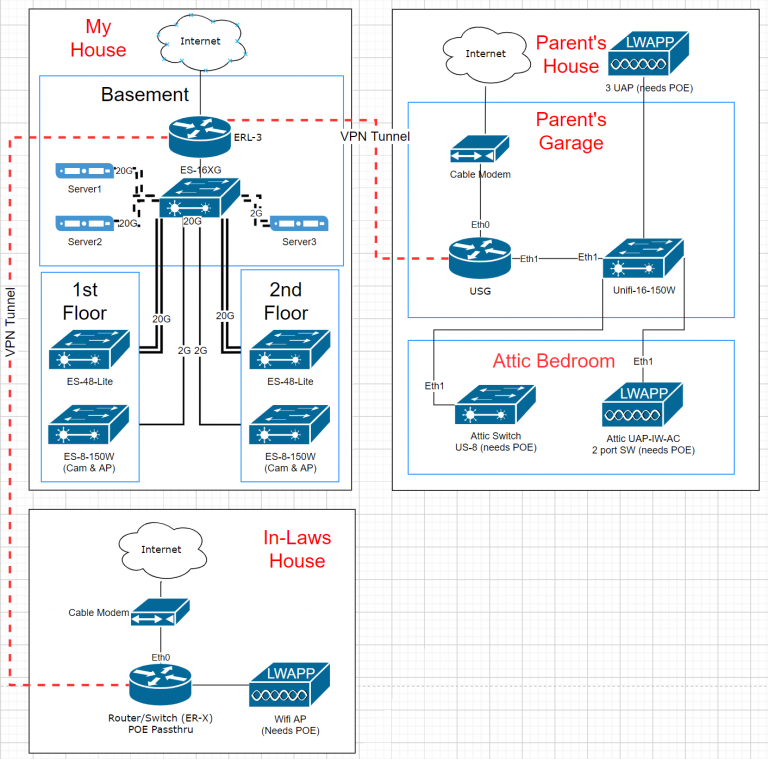 My
House
Internet
Basement
ERL-3
ES-16XG
20G
Server1
20G
Server2
20G
2G
Server3
1st
Floor
2nd
Floor
20G
20G
2G
2G
ES-48-Lite
ES-48-Lite
ES-8-150W
(Cam & AP)
ES-8-150W
(Cam & AP)
VPN Tunnel
VPN Tunnel
Internet
Parent's
House
LWAPP
3 UAP (needs POE)
Parent's
Garage
Cable Modem
Eth0
USG
Eth1
Eth1
Unifi-16-150W
Attic Bedroom
Eth1
Eth1
Attic Switch
US-8 (needs POE)
LWAPP
Attic UAP-IW-AC
2 port SW (needs POE)
In-Laws
House
Internet
Cable Modem
Eth0
Router/Switch (ER-X)
POE Passthru
LWAPP
Wifi AP
(Needs POE)